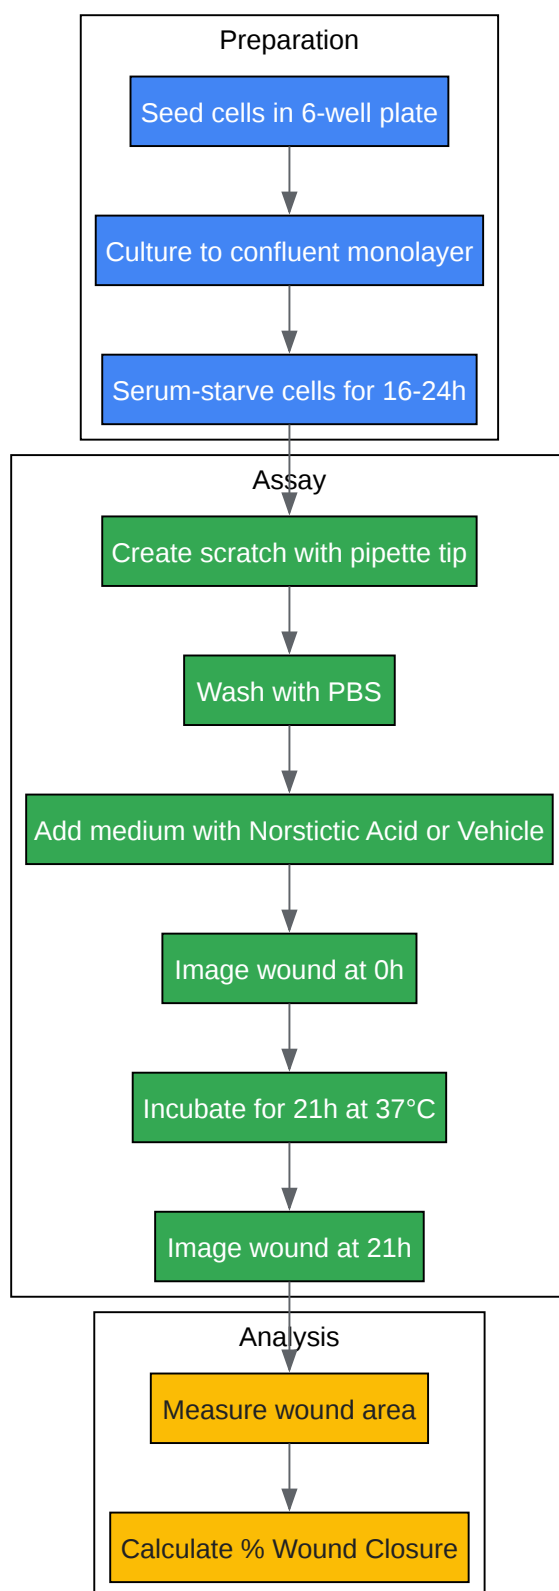 Preparation
Seed cells in 6-well plate
Culture to confluent monolayer
Serum-starve cells for 16-24h
Assay
Create scratch with pipette tip
Wash with PBS
Add medium with Norstictic Acid or Vehicle
Image wound at 0h
Incubate for 21h at 37°C
Image wound at 21h
Analysis
Measure wound area
Calculate % Wound Closure